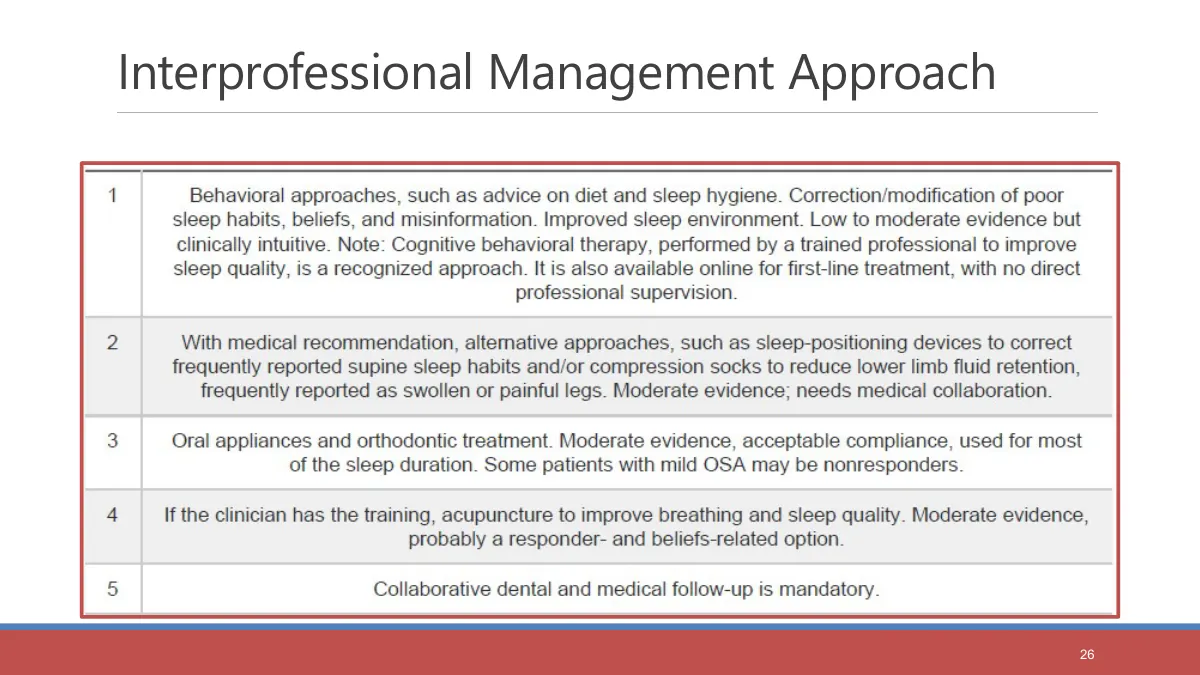 Interprofessional Management Approach
1
Behavioral approaches, such as advice on diet and sleep hygiene. Correction/modification of poor
sleep habits, beliefs, and misinformation. Improved sleep environment. Low to moderate evidence but
clinically intuitive. Note: Cognitive behavioral therapy, performed by a trained professional to improve
sleep quality, is a recognized approach. It is also available online for first-line treatment, with no direct
professional supervision.
2
With medical recommendation, alternative approaches, such as sleep-positioning devices to correct
frequently reported supine sleep habits and/or compression socks to reduce lower limb fluid retention,
frequently reported as swollen or painful legs. Moderate evidence; needs medical collaboration.
3
Oral appliances and orthodontic treatment. Moderate evidence, acceptable compliance, used for most
of the sleep duration. Some patients with mild OSA may be nonresponders.
4
If the clinician has the training, acupuncture to improve breathing and sleep quality. Moderate evidence,
probably a responder- and beliefs-related option.
5
Collaborative dental and medical follow-up is mandatory.
26